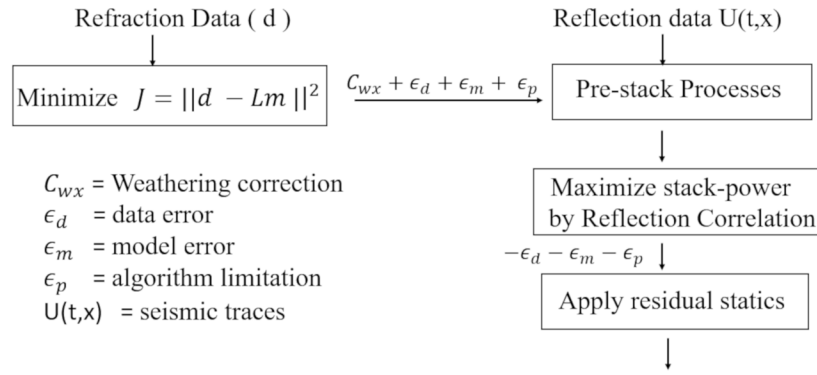 Refraction Data ( d )
Reflection data U(t,x)
Minimize J = ||d − Lm ||²
C_wx + ϵ_d + ϵ_m + ϵ_p
Pre-stack Processes
C_wx = Weathering correction
ϵ_d = data error
ϵ_m = model error
ϵ_p = algorithm limitation
U(t,x) = seismic traces
Maximize stack-power
by Reflection Correlation
−ϵ_d − ϵ_m − ϵ_p
Apply residual statics